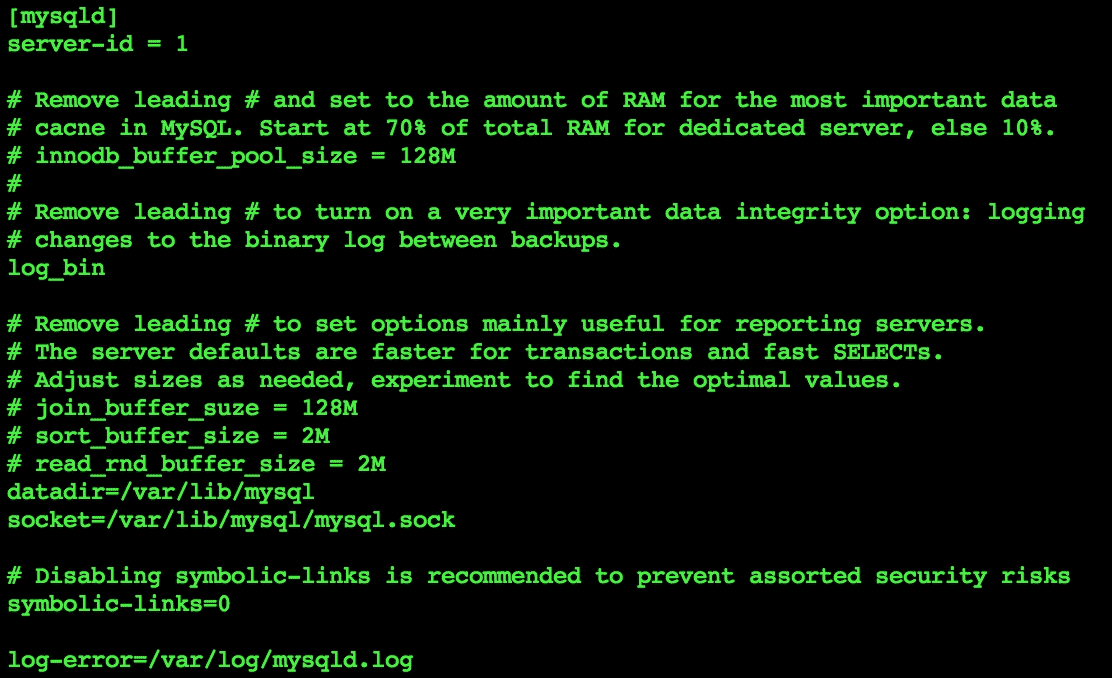 [mysqld]
server-id = 1
# Remove leading # and set to the amount of RAM for the most important data
# cacne in MySQL. Start at 70% of total RAM for dedicated server, else 10%.
# innodb_buffer_pool_size = 128M
#
# Remove leading # to turn on a very important data integrity option: logging
# changes to the binary log between backups.
log_bin
# Remove leading # to set options mainly useful for reporting servers.
# The server defaults are faster for transactions and fast SELECTs.
# Adjust sizes as needed, experiment to find the optimal values.
# join_buffer_suze = 128M
# sort_buffer_size = 2M
# read_rnd_buffer_size = 2M
datadir=/var/lib/mysql
socket=/var/lib/mysql/mysql.sock
# Disabling symbolic-links is recommended to prevent assorted security risks
symbolic-links=0
log-error=/var/log/mysqld.log